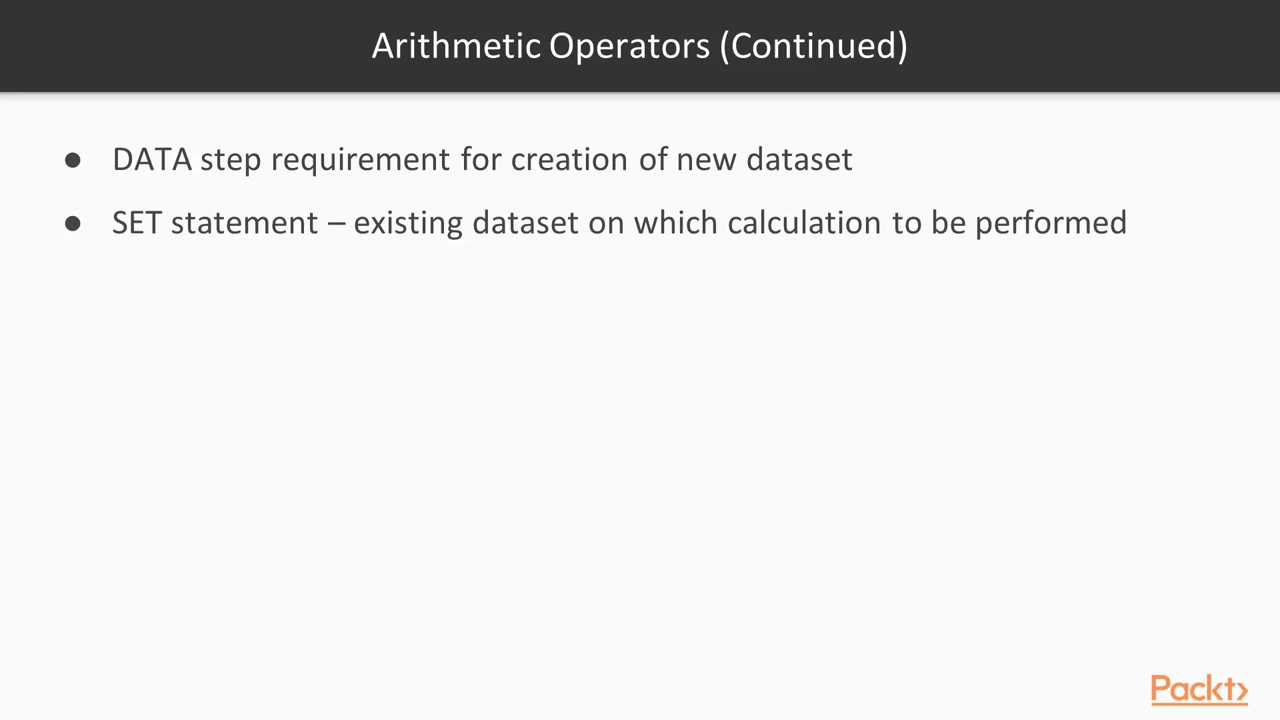 Arithmetic Operators (Continued)
● DATA step requirement for creation of new dataset
● SET statement – existing dataset on which calculation to be performed
Packt>